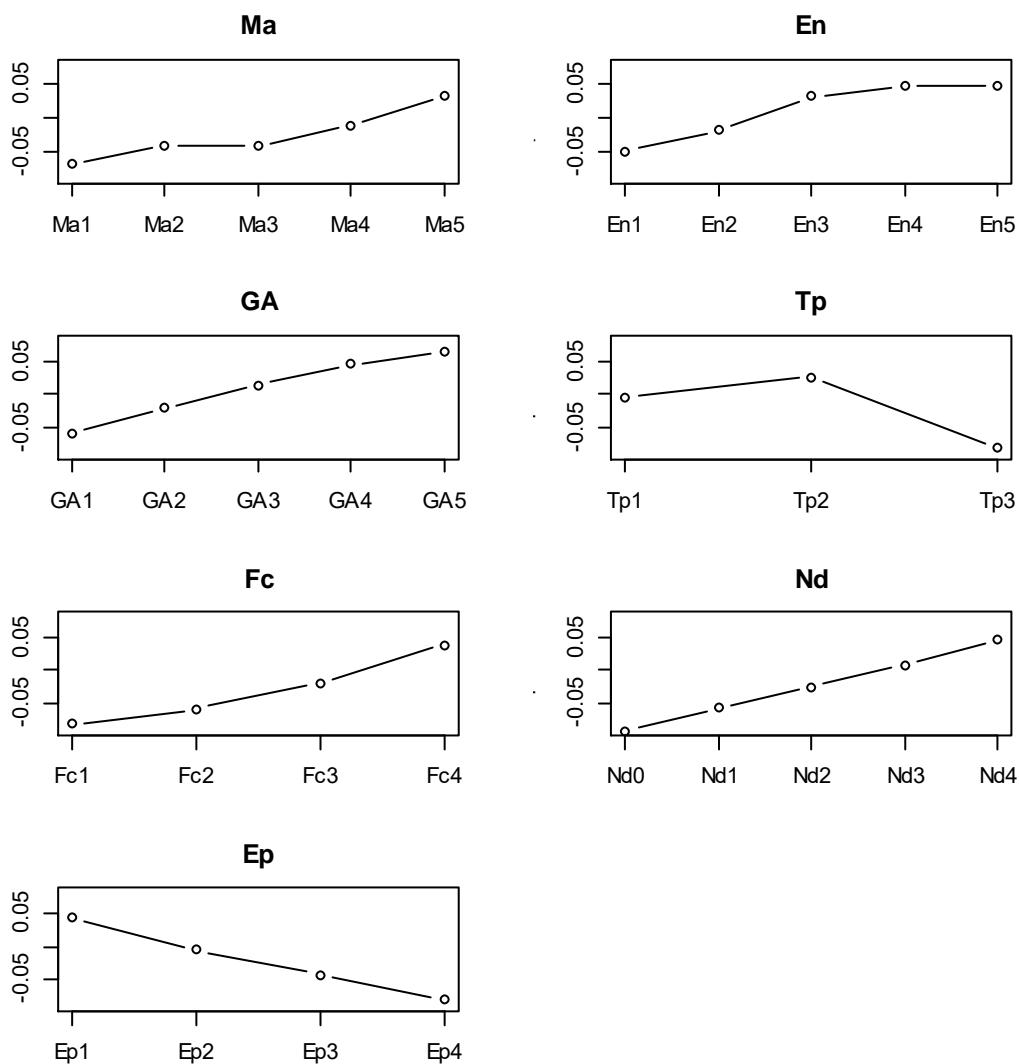 Ma
0.05
-0.05
Ma1 Ma2 Ma3 Ma4 Ma5
En
0.05
-0.05
En1 En2 En3 En4 En5
GA
0.05
-0.05
GA1 GA2 GA3 GA4 GA5
Tp
0.05
-0.05
Tp1 Tp2 Tp3
Fc
0.05
-0.05
Fc1 Fc2 Fc3 Fc4
Nd
0.05
-0.05
Nd0 Nd1 Nd2 Nd3 Nd4
Ep
0.05
-0.05
Ep1 Ep2 Ep3 Ep4